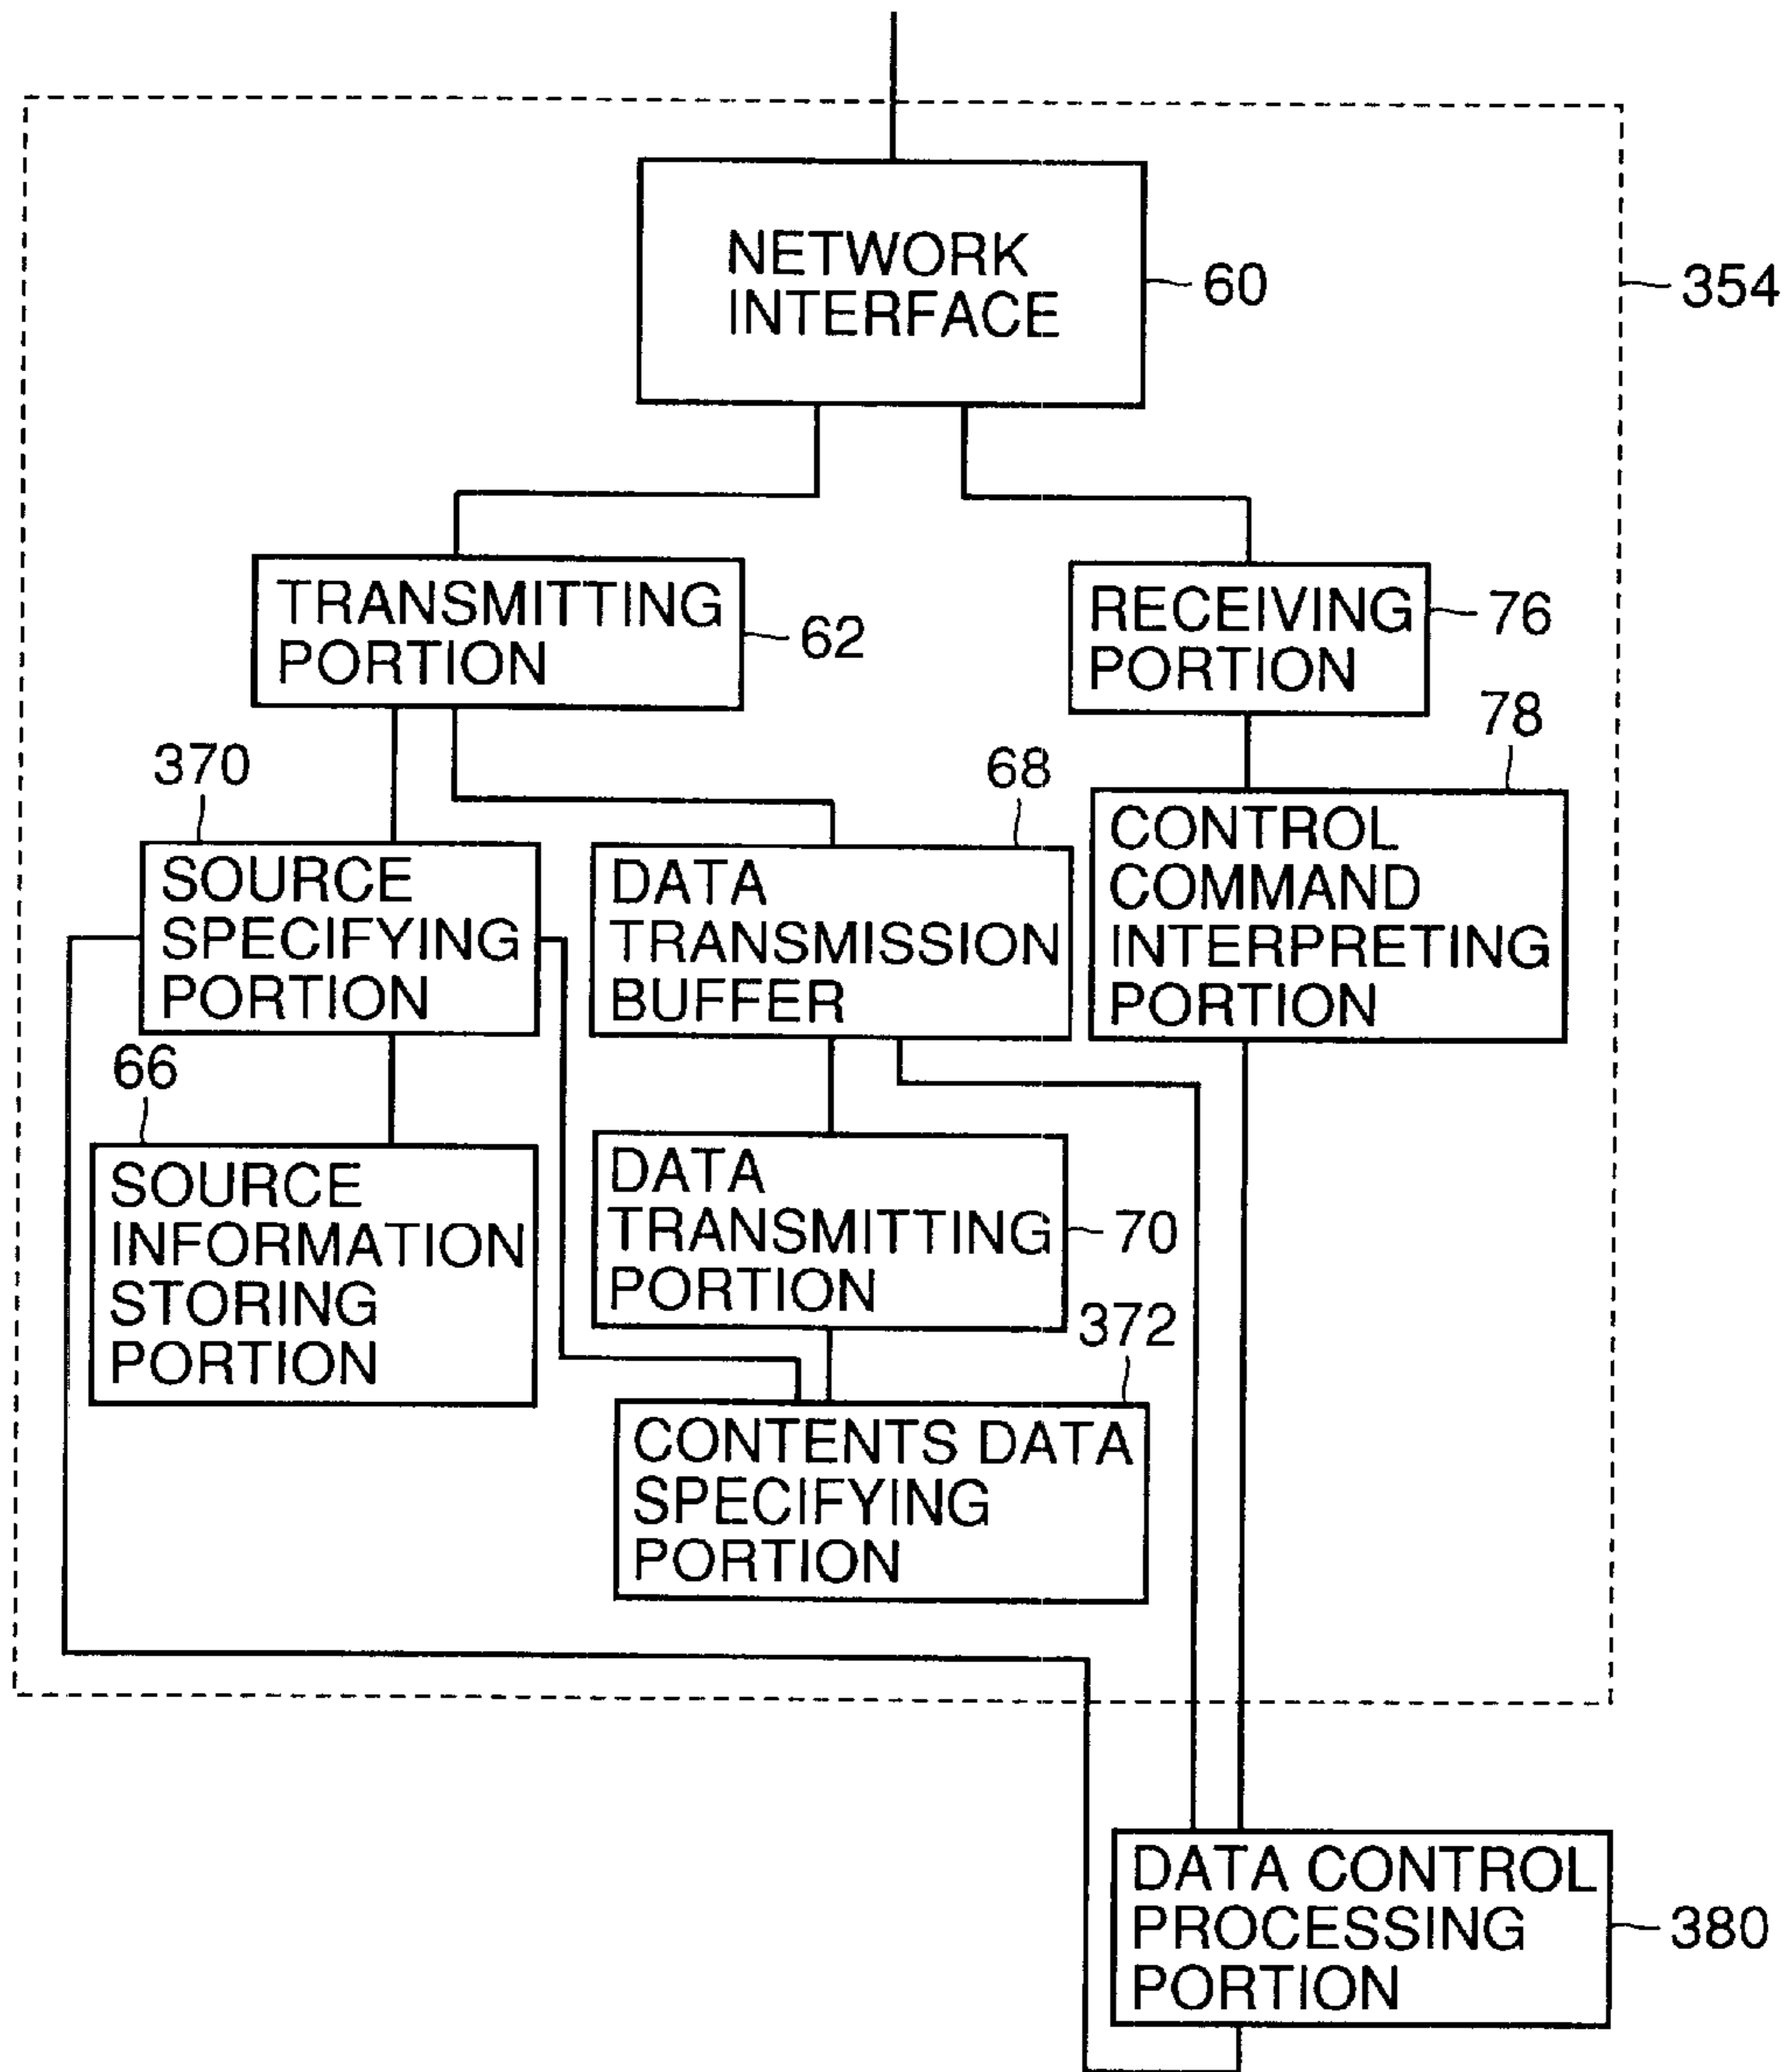 NETWORK
INTERFACE
60
354
TRANSMITTING
PORTION
62
RECEIVING
PORTION
76
78
370
68
SOURCE
SPECIFYING
PORTION
DATA
TRANSMISSION
BUFFER
CONTROL
COMMAND
INTERPRETING
PORTION
66
SOURCE
INFORMATION
STORING
PORTION
DATA
TRANSMITTING
PORTION
70
372
CONTENTS DATA
SPECIFYING
PORTION
DATA CONTROL
PROCESSING
PORTION
380